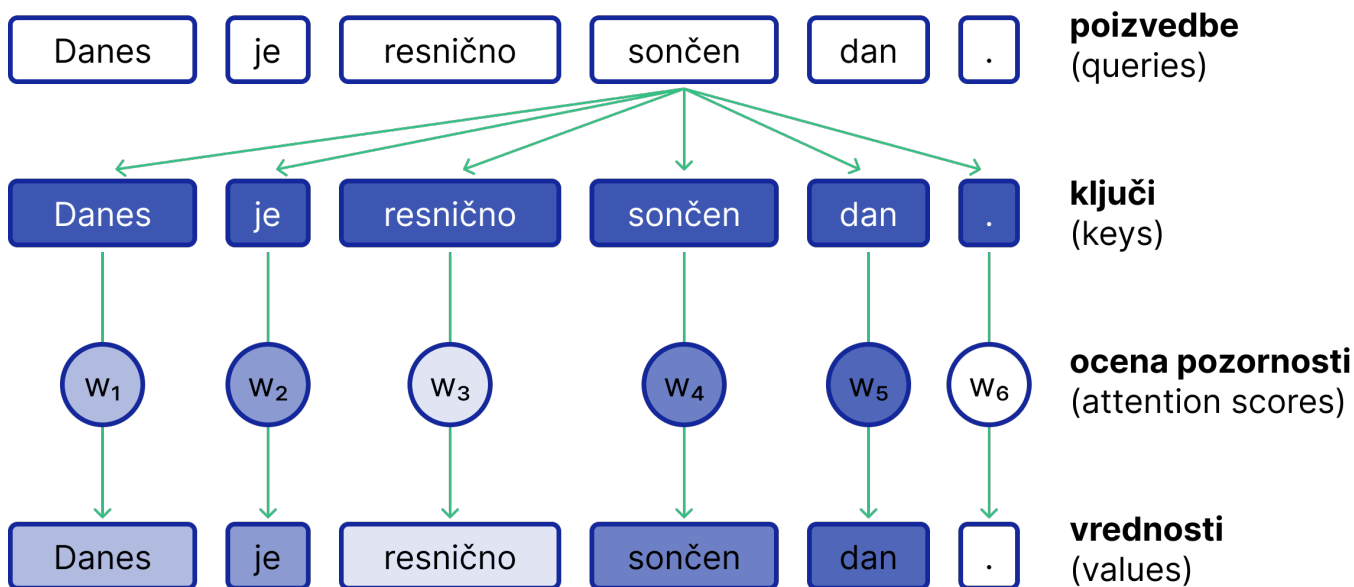 Danes je resnično sončen dan .
poizvedbe
(queries)
Danes je resnično sončen dan .
ključi
(keys)
w₁ w₂ w₃ w₄ w₅ w₆
ocena pozornosti
(attention scores)
Danes je resnično sončen dan .
vrednosti
(values)